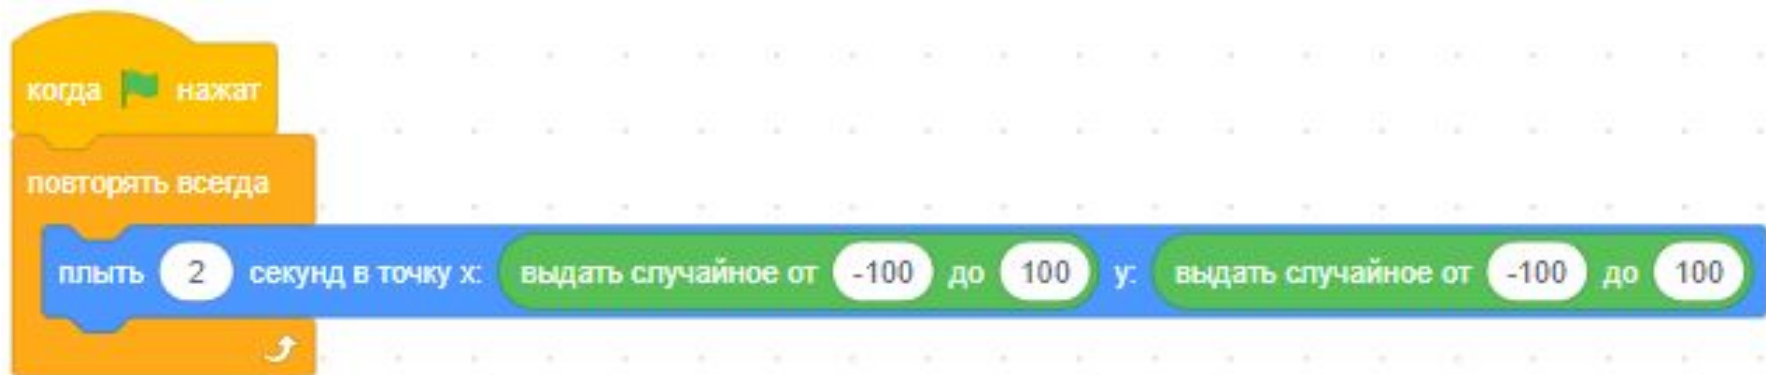 когда нажат
повторять всегда
плыть 2 секунд в точку x: выдать случайное от -100 до 100 y: выдать случайное от -100 до 100